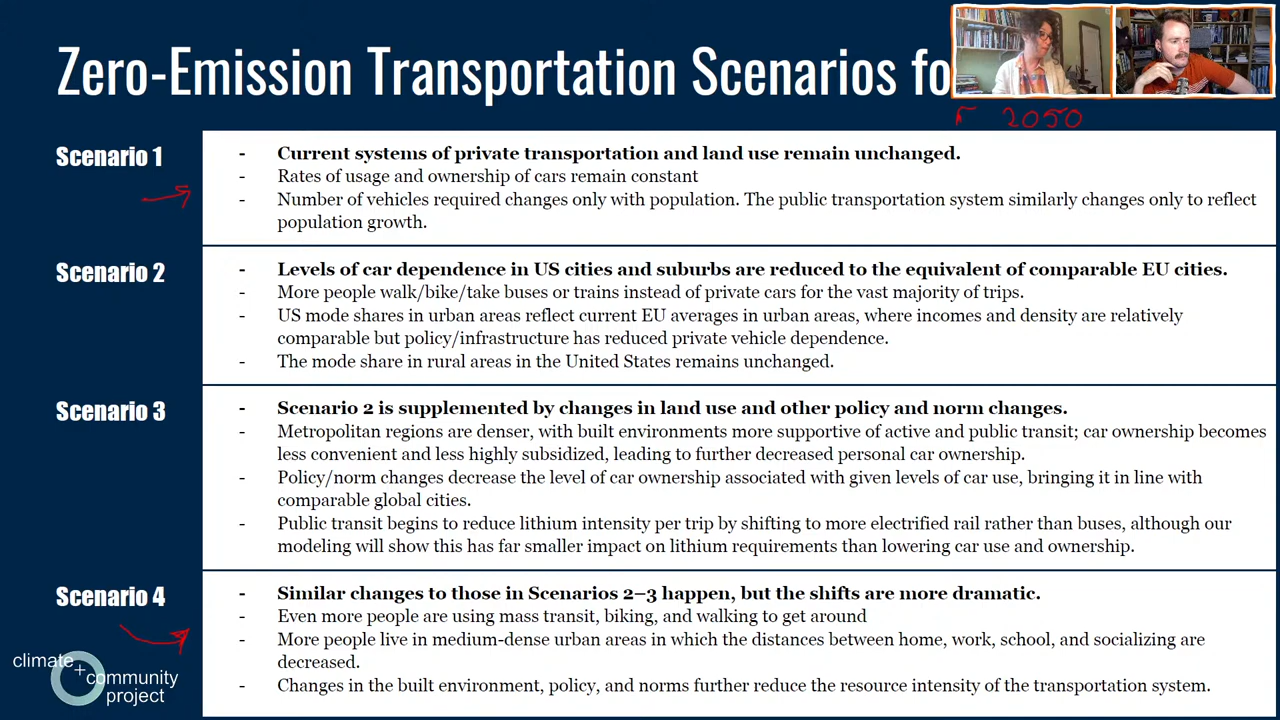 Zero-Emission Transportation Scenarios fo
r 2050
Scenario 1
- Current systems of private transportation and land use remain unchanged.
- Rates of usage and ownership of cars remain constant
- Number of vehicles required changes only with population. The public transportation system similarly changes only to reflect
population growth.
Scenario 2
- Levels of car dependence in US cities and suburbs are reduced to the equivalent of comparable EU cities.
- More people walk/bike/take buses or trains instead of private cars for the vast majority of trips.
- US mode shares in urban areas reflect current EU averages in urban areas, where incomes and density are relatively
comparable but policy/infrastructure has reduced private vehicle dependence.
- The mode share in rural areas in the United States remains unchanged.
Scenario 3
- Scenario 2 is supplemented by changes in land use and other policy and norm changes.
- Metropolitan regions are denser, with built environments more supportive of active and public transit; car ownership becomes
less convenient and less highly subsidized, leading to further decreased personal car ownership.
- Policy/norm changes decrease the level of car ownership associated with given levels of car use, bringing it in line with
comparable global cities.
- Public transit begins to reduce lithium intensity per trip by shifting to more electrified rail rather than buses, although our
modeling will show this has far smaller impact on lithium requirements than lowering car use and ownership.
Scenario 4
- Similar changes to those in Scenarios 2–3 happen, but the shifts are more dramatic.
- Even more people are using mass transit, biking, and walking to get around
- More people live in medium-dense urban areas in which the distances between home, work, school, and socializing are
decreased.
- Changes in the built environment, policy, and norms further reduce the resource intensity of the transportation system.
climate +
community
project